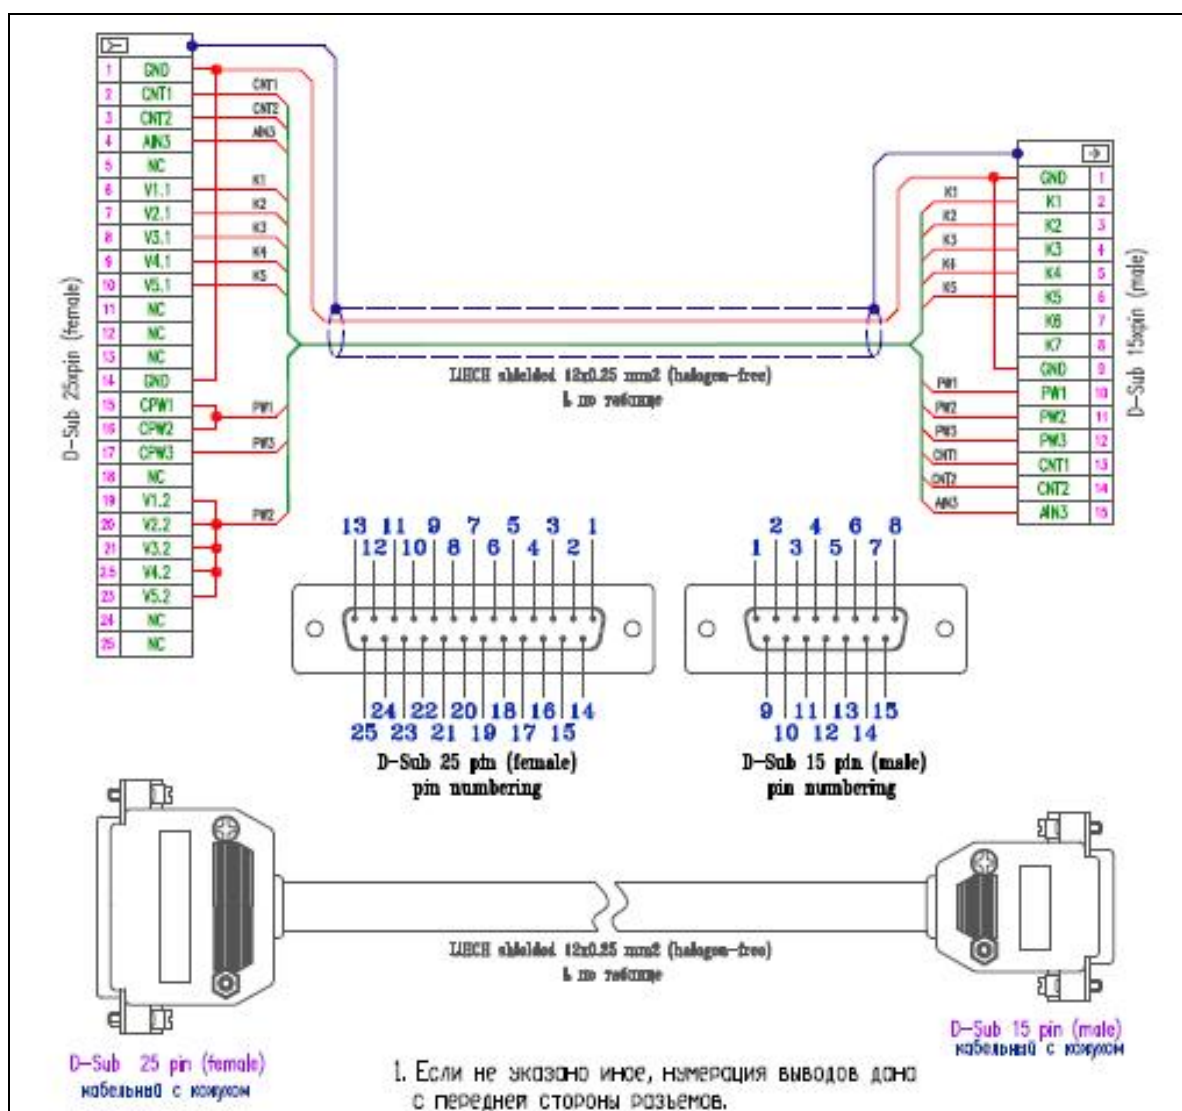 D-Sub 25xpin (female)
1 GND
2 CNT1
3 CNT2
4 AIN3
5 NC
6 V1.1
7 V2.1
8 V3.1
9 V4.1
10 V5.1
11 NC
12 NC
13 NC
14 GND
15 CPW1
16 CPW2
17 CPW3
18 NC
19 V1.2
20 V2.2
21 V3.2
2.5 V4.2
23 V5.2
24 NC
25 NC
CNT1
CNT2
AIN3
K1
K2
K3
K4
K5
PW1
PW3
PW2
LiHCH shielded 12x0.25 mm2 (halogen-free)
L по таблице
K1
K2
K3
K4
K5
PW1
PW2
PW3
CNT1
CNT2
AIN3
GND 1
K1 2
K2 3
K3 4
K4 5
K5 6
K6 7
K7 8
GND 9
PW1 10
PW2 11
PW3 12
CNT1 13
CNT2 14
AIN3 15
D-Sub 15xpin (male)
13 11 9 7 5 3 1
12 10 8 6 4 2
24 22 20 18 16 14
25 23 21 19 17 15
D-Sub 25 pin (female)
pin numbering
2 4 6 8
1 3 5 7
9 11 13 15
10 12 14
D-Sub 15 pin (male)
pin numbering
LiHCH shielded 12x0.25 mm2 (halogen-free)
L по таблице
D-Sub 25 pin (female)
кабельный с кожухом
D-Sub 15 pin (male)
кабельный с кожухом
1. Если не указано иное, нумерация выводов дана
с передней стороны разъемов.